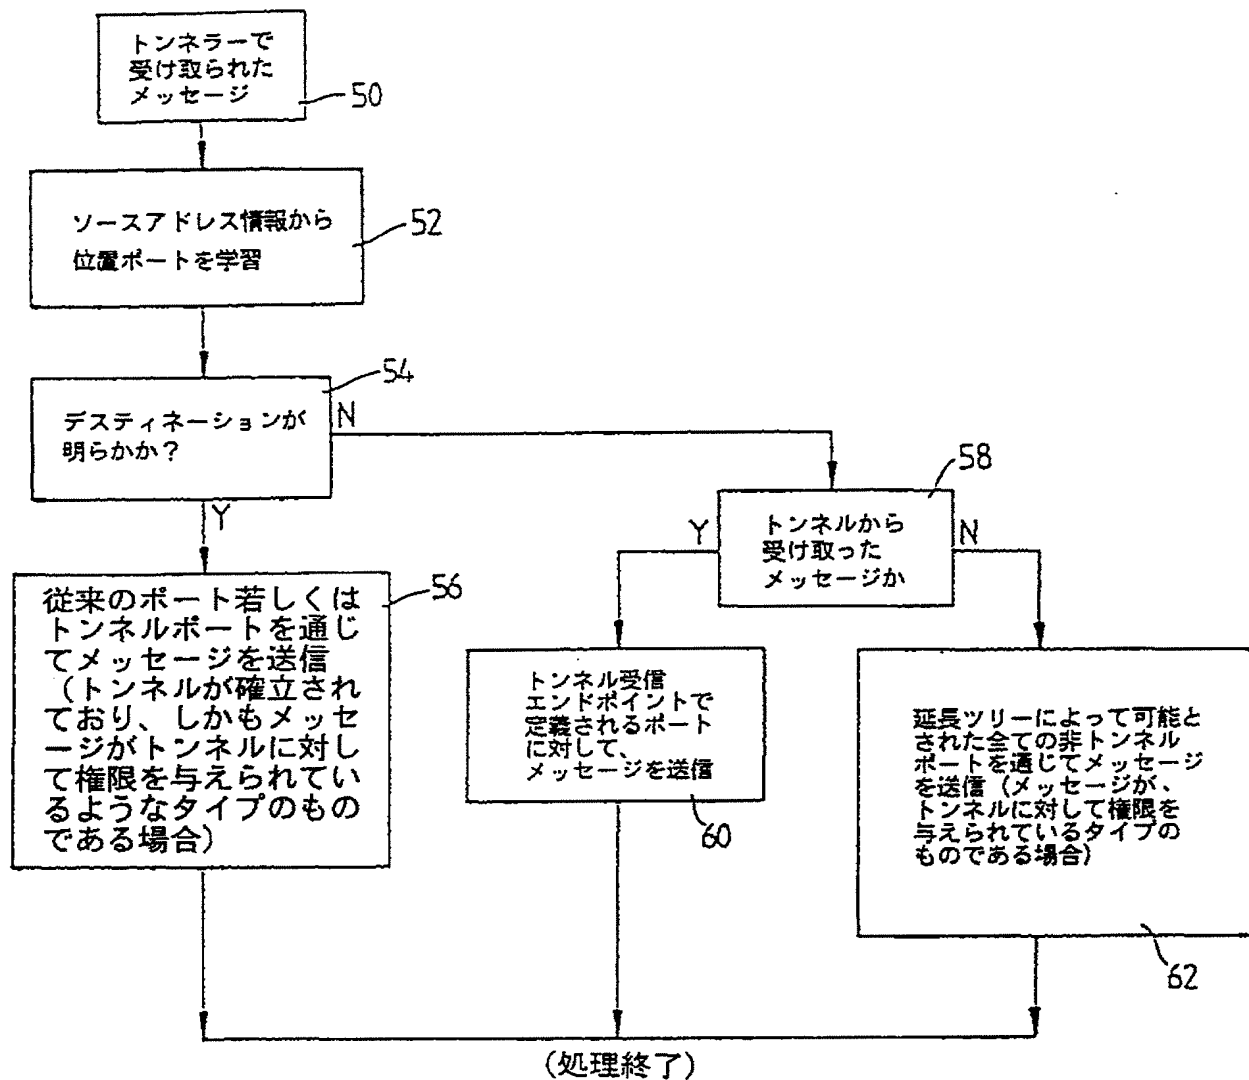 トンネラーで
受け取られた
メッセージ
50
ソースアドレス情報から
位置ポートを学習
52
デスティネーションが
明らかか?
54
N
Y
従来のポート若しくは
トンネルポートを通じ
てメッセージを送信
(トンネルが確立され
ており、しかもメッセ
ージがトンネルに対し
て権限を与えられてい
るようなタイプのもの
である場合)
56
トンネルから
受け取った
メッセージか
58
Y
N
トンネル受信
エンドポイントで
定義されるポート
に対して、
メッセージを送信
60
延長ツリーによって可能と
された全ての非トンネル
ポートを通じてメッセージ
を送信(メッセージが、
トンネルに対して権限を
与えられているタイプの
ものである場合)
62
(処理終了)